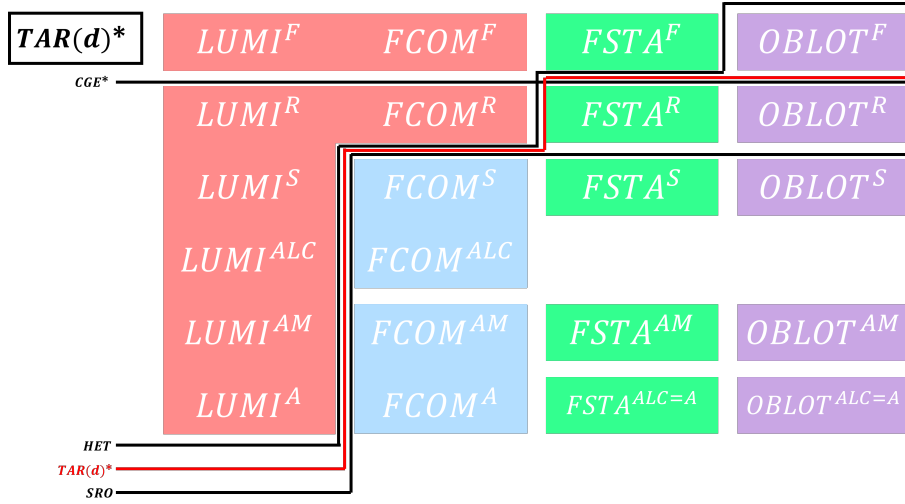 TAR(d)* LUMI^F FCOM^F FSTA^F OBLOT^F
CGE*
LUMI^R FCOM^R FSTA^R OBLOT^R
LUMI^S FCOM^S FSTA^S OBLOT^S
LUMI^ALC FCOM^ALC
LUMI^AM FCOM^AM FSTA^AM OBLOT^AM
LUMI^A FCOM^A FSTA^ALC=A OBLOT^ALC=A
HET
TAR(d)*
SRO